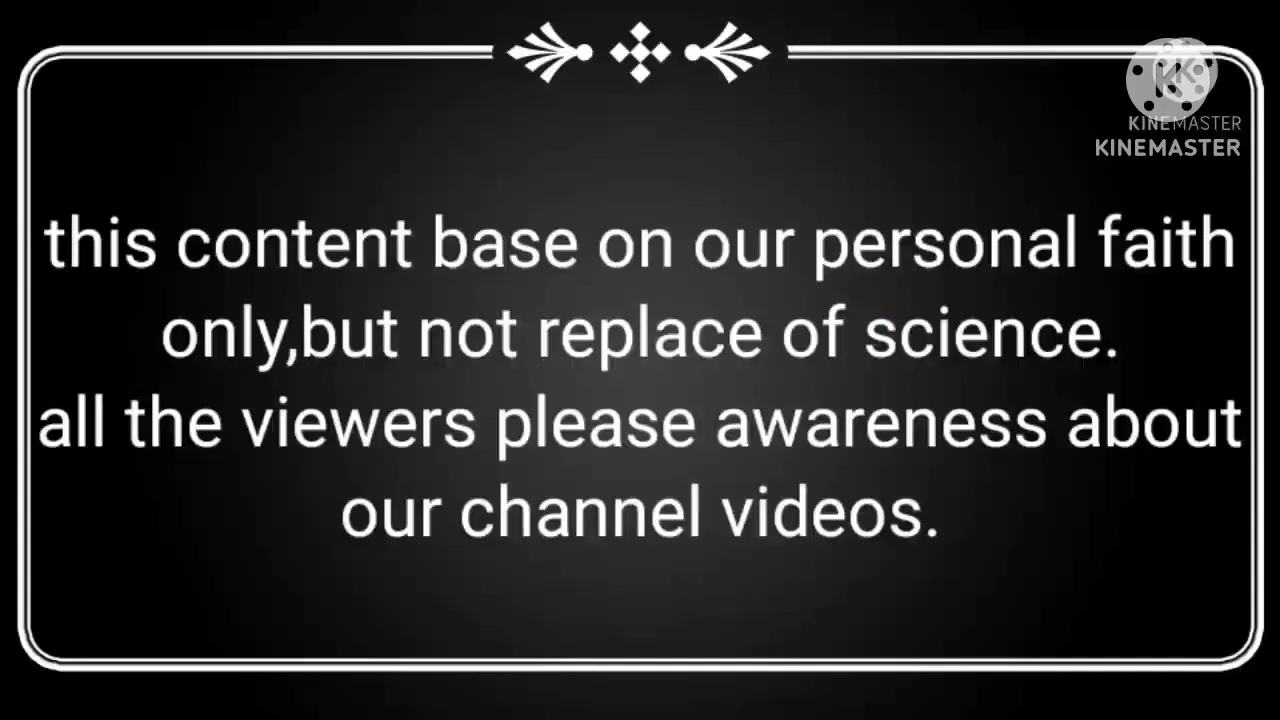 KINEMASTER
KINEMASTER
this content base on our personal faith
only,but not replace of science.
all the viewers please awareness about
our channel videos.